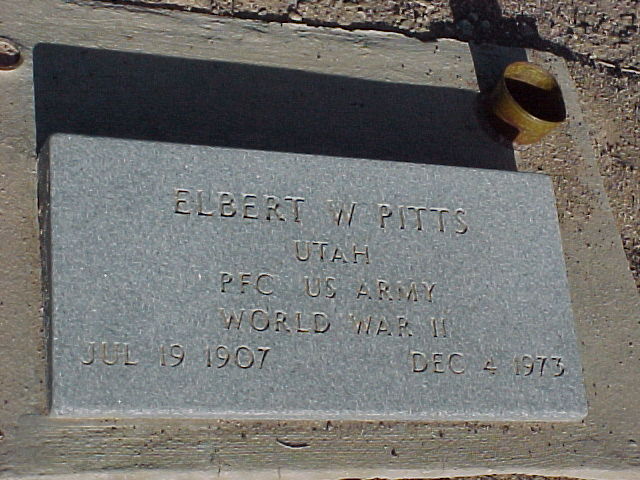 ELBERT W PITTS
UTAH
PFC US ARMY
WORLD WAR II
JUL 19 1907 DEC 4 1973